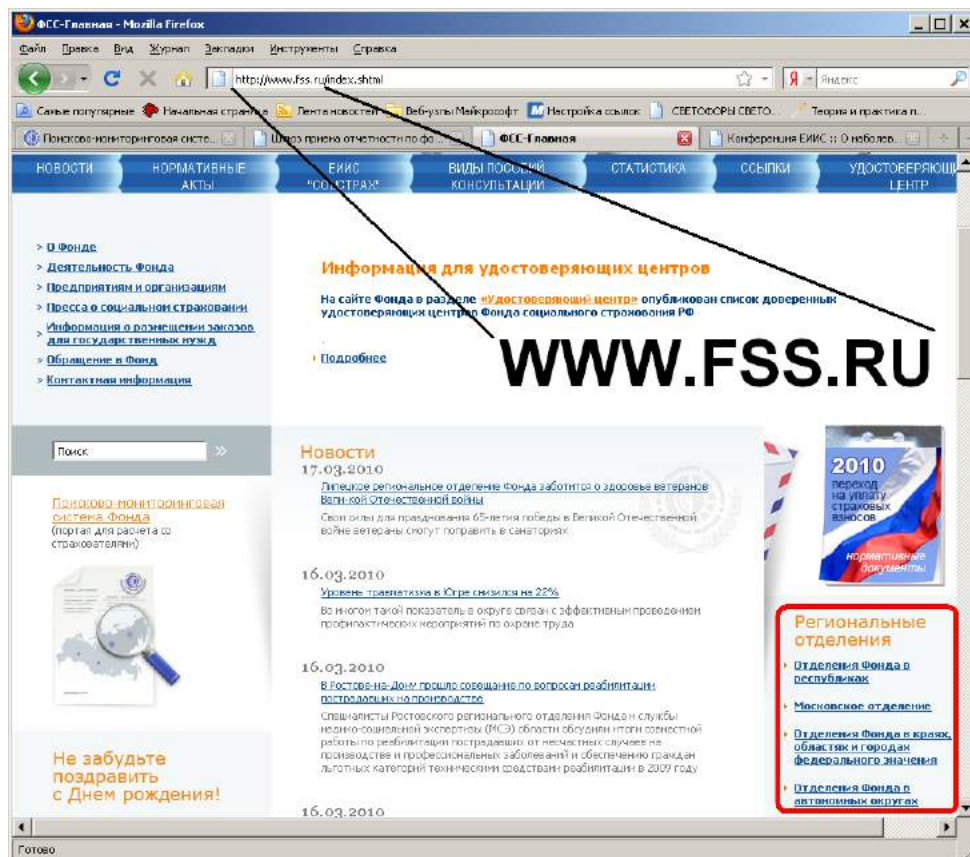 ФСС-Главная - Mozilla Firefox
Файл Правка Вид Журнал Закладки Инструменты Справка
http://www.fss.ru/index.shtml
Яндекс
Самые популярные Начальная страница Лента новостей Веб-узлы Майкрософт Настройка ссылок СВЕТОФОРЫ СВЕТО... Теория и практика п...
Поисково-мониторинговая систе... Шлюз приема отчетности по фо... ФСС-Главная Конференция ЕИИС :: О наболев...
НОВОСТИ НОРМАТИВНЫЕ АКТЫ ЕИИС "СОЦСТРАХ" ВИДЫ ПОСОБИЙ КОНСУЛЬТАЦИИ СТАТИСТИКА ССЫЛКИ УДОСТОВЕРЯЮЩИ ЦЕНТР
> О Фонде
> Деятельность Фонда
> Предприятиям и организациям
> Пресса о социальном страховании
> Информация о размещении заказов
для государственных нужд
> Обращение в Фонд
> Контактная информация
Информация для удостоверяющих центров
На сайте Фонда в разделе «Удостоверяющий центр» опубликован список доверенных
удостоверяющих центров Фонда социального страхования РФ
Подробнее
WWW.FSS.RU
Поиск
Поисково-мониторинговая
система Фонда
(портал для расчета со
страхователями)
Не забудьте
поздравить
с Днем рождения!
Новости
17.03.2010
Липецкое региональное отделение Фонда заботится о здоровье ветеранов
Великой Отечественной войны
Свои силы для празднования 65-летия победы в Великой Отечественной
войне ветераны смогут поправить в санаториях
16.03.2010
Уровень травматизма в Югре снизился на 22%
Во многом такой показатель в округе связан с эффективным проведением
профилактических мероприятий по охране труда
16.03.2010
В Ростове-на-Дону прошло совещание по вопросам реабилитации
пострадавших на производстве
Специалисты Ростовского регионального отделения Фонда и службы
медико-социальной экспертизы (МСЭ) области обсудили итоги совместной
работы по реабилитации пострадавших от несчастных случаев на
производстве и профессиональных заболеваний и обеспечению граждан
льготных категорий техническими средствами реабилитации в 2009 году
16.03.2010
2010
переход
на уплату
страховых
взносов
нормативные
документы
Региональные
отделения
Отделения Фонда в
республиках
Московское отделение
Отделения Фонда в краях,
областях и городах
федерального значения
Отделения Фонда в
автономных округах
Готово